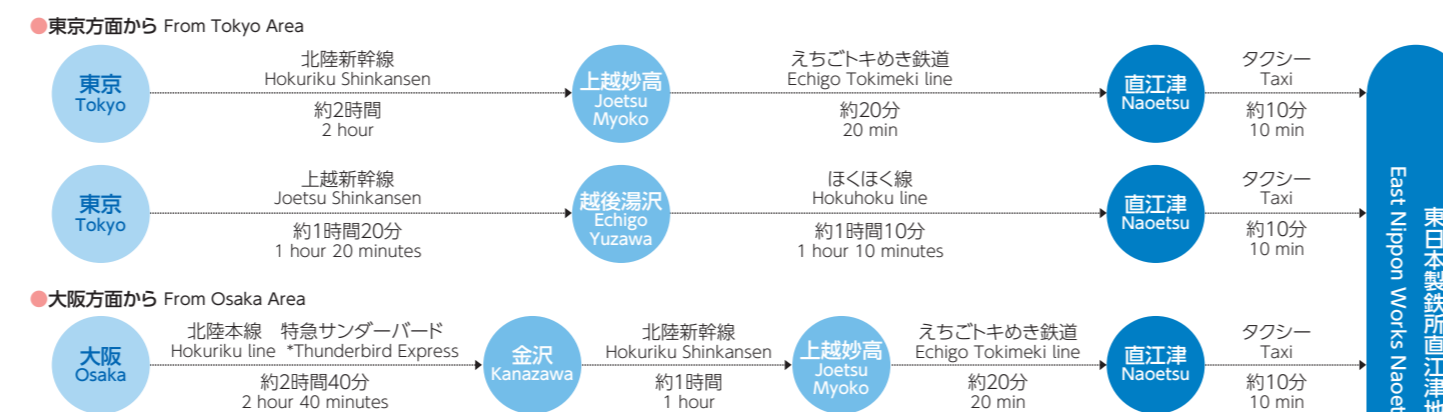 ●東京方面から From Tokyo Area
東京
Tokyo
北陸新幹線
Hokuriku Shinkansen
約2時間
2 hour
上越妙高
Joetsu
Myoko
えちごトキめき鉄道
Echigo Tokimeki line
約20分
20 min
直江津
Naoetsu
タクシー
Taxi
約10分
10 min
東京
Tokyo
上越新幹線
Joetsu Shinkansen
約1時間20分
1 hour 20 minutes
越後湯沢
Echigo
Yuzawa
ほくほく線
Hokuhoku line
約1時間10分
1 hour 10 minutes
直江津
Naoetsu
タクシー
Taxi
約10分
10 min
●大阪方面から From Osaka Area
大阪
Osaka
北陸本線 特急サンダーバード
Hokuriku line *Thunderbird Express
約2時間40分
2 hour 40 minutes
金沢
Kanazawa
北陸新幹線
Hokuriku Shinkansen
約1時間
1 hour
上越妙高
Joetsu
Myoko
えちごトキめき鉄道
Echigo Tokimeki line
約20分
20 min
直江津
Naoetsu
タクシー
Taxi
約10分
10 min
東日本製鉄所直江津地
East Nippon Works Naoet